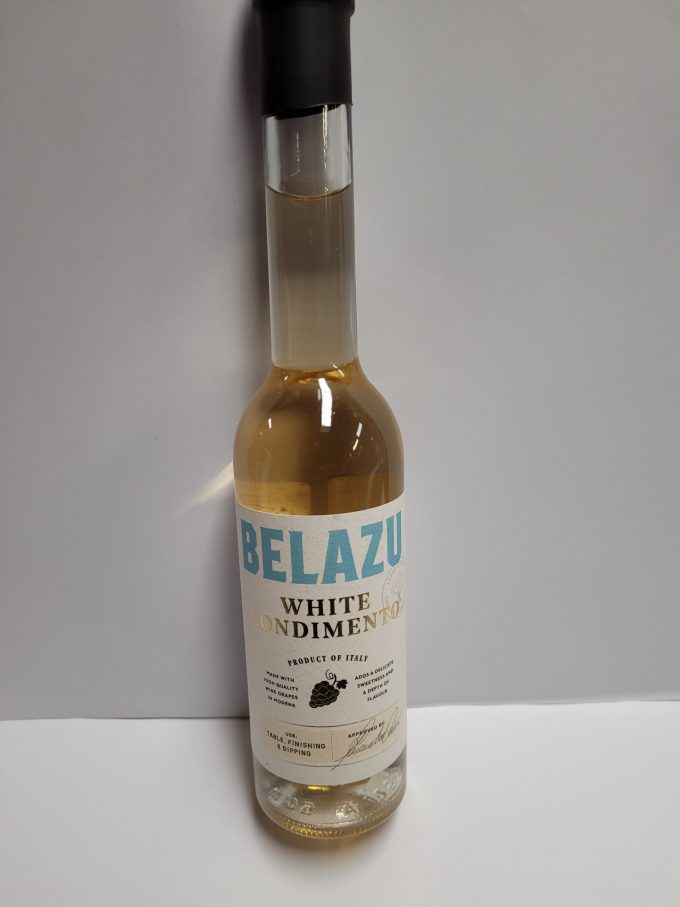 BELAZU
WHITE
CONDIMENTO
PRODUCT OF ITALY
MADE WITH
HIGH QUALITY
WINE GRAPES
IN MODENA
ADDS A DELICATE
SWEETNESS AND
A DEPTH OF
FLAVOUR
USE:
TABLE, FINISHING
& DIPPING
APPROVED BY